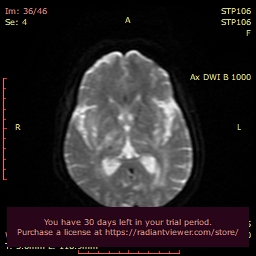 Im: 36/46
Se: 4
STP106
STP106
F
A
Ax DWI B 1000
R
L
You have 30 days left in your trial period.
Purchase a license at https://radiantviewer.com/store/